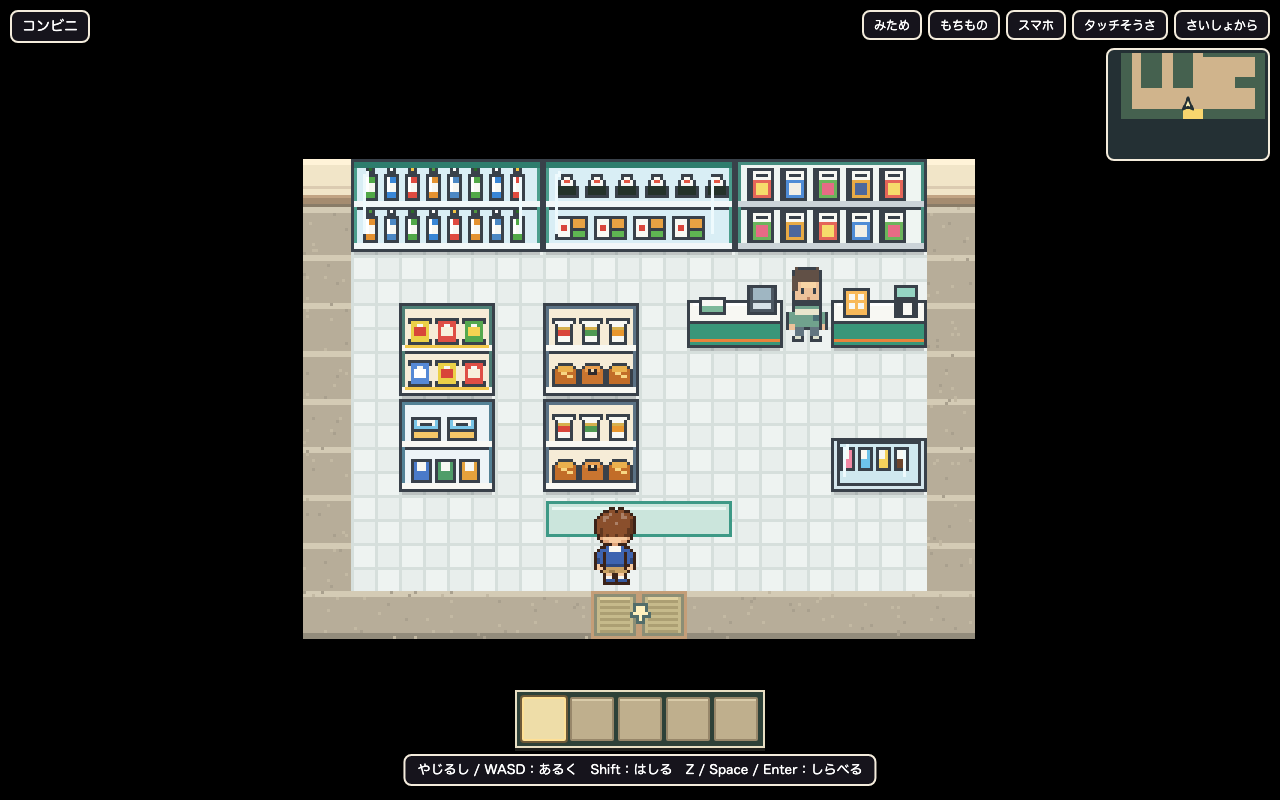 コンビニ
みため
もちもの
スマホ
タッチそうさ
さいしょから
やじるし / WASD：あるく　Shift：はしる　Z / Space / Enter：しらべる